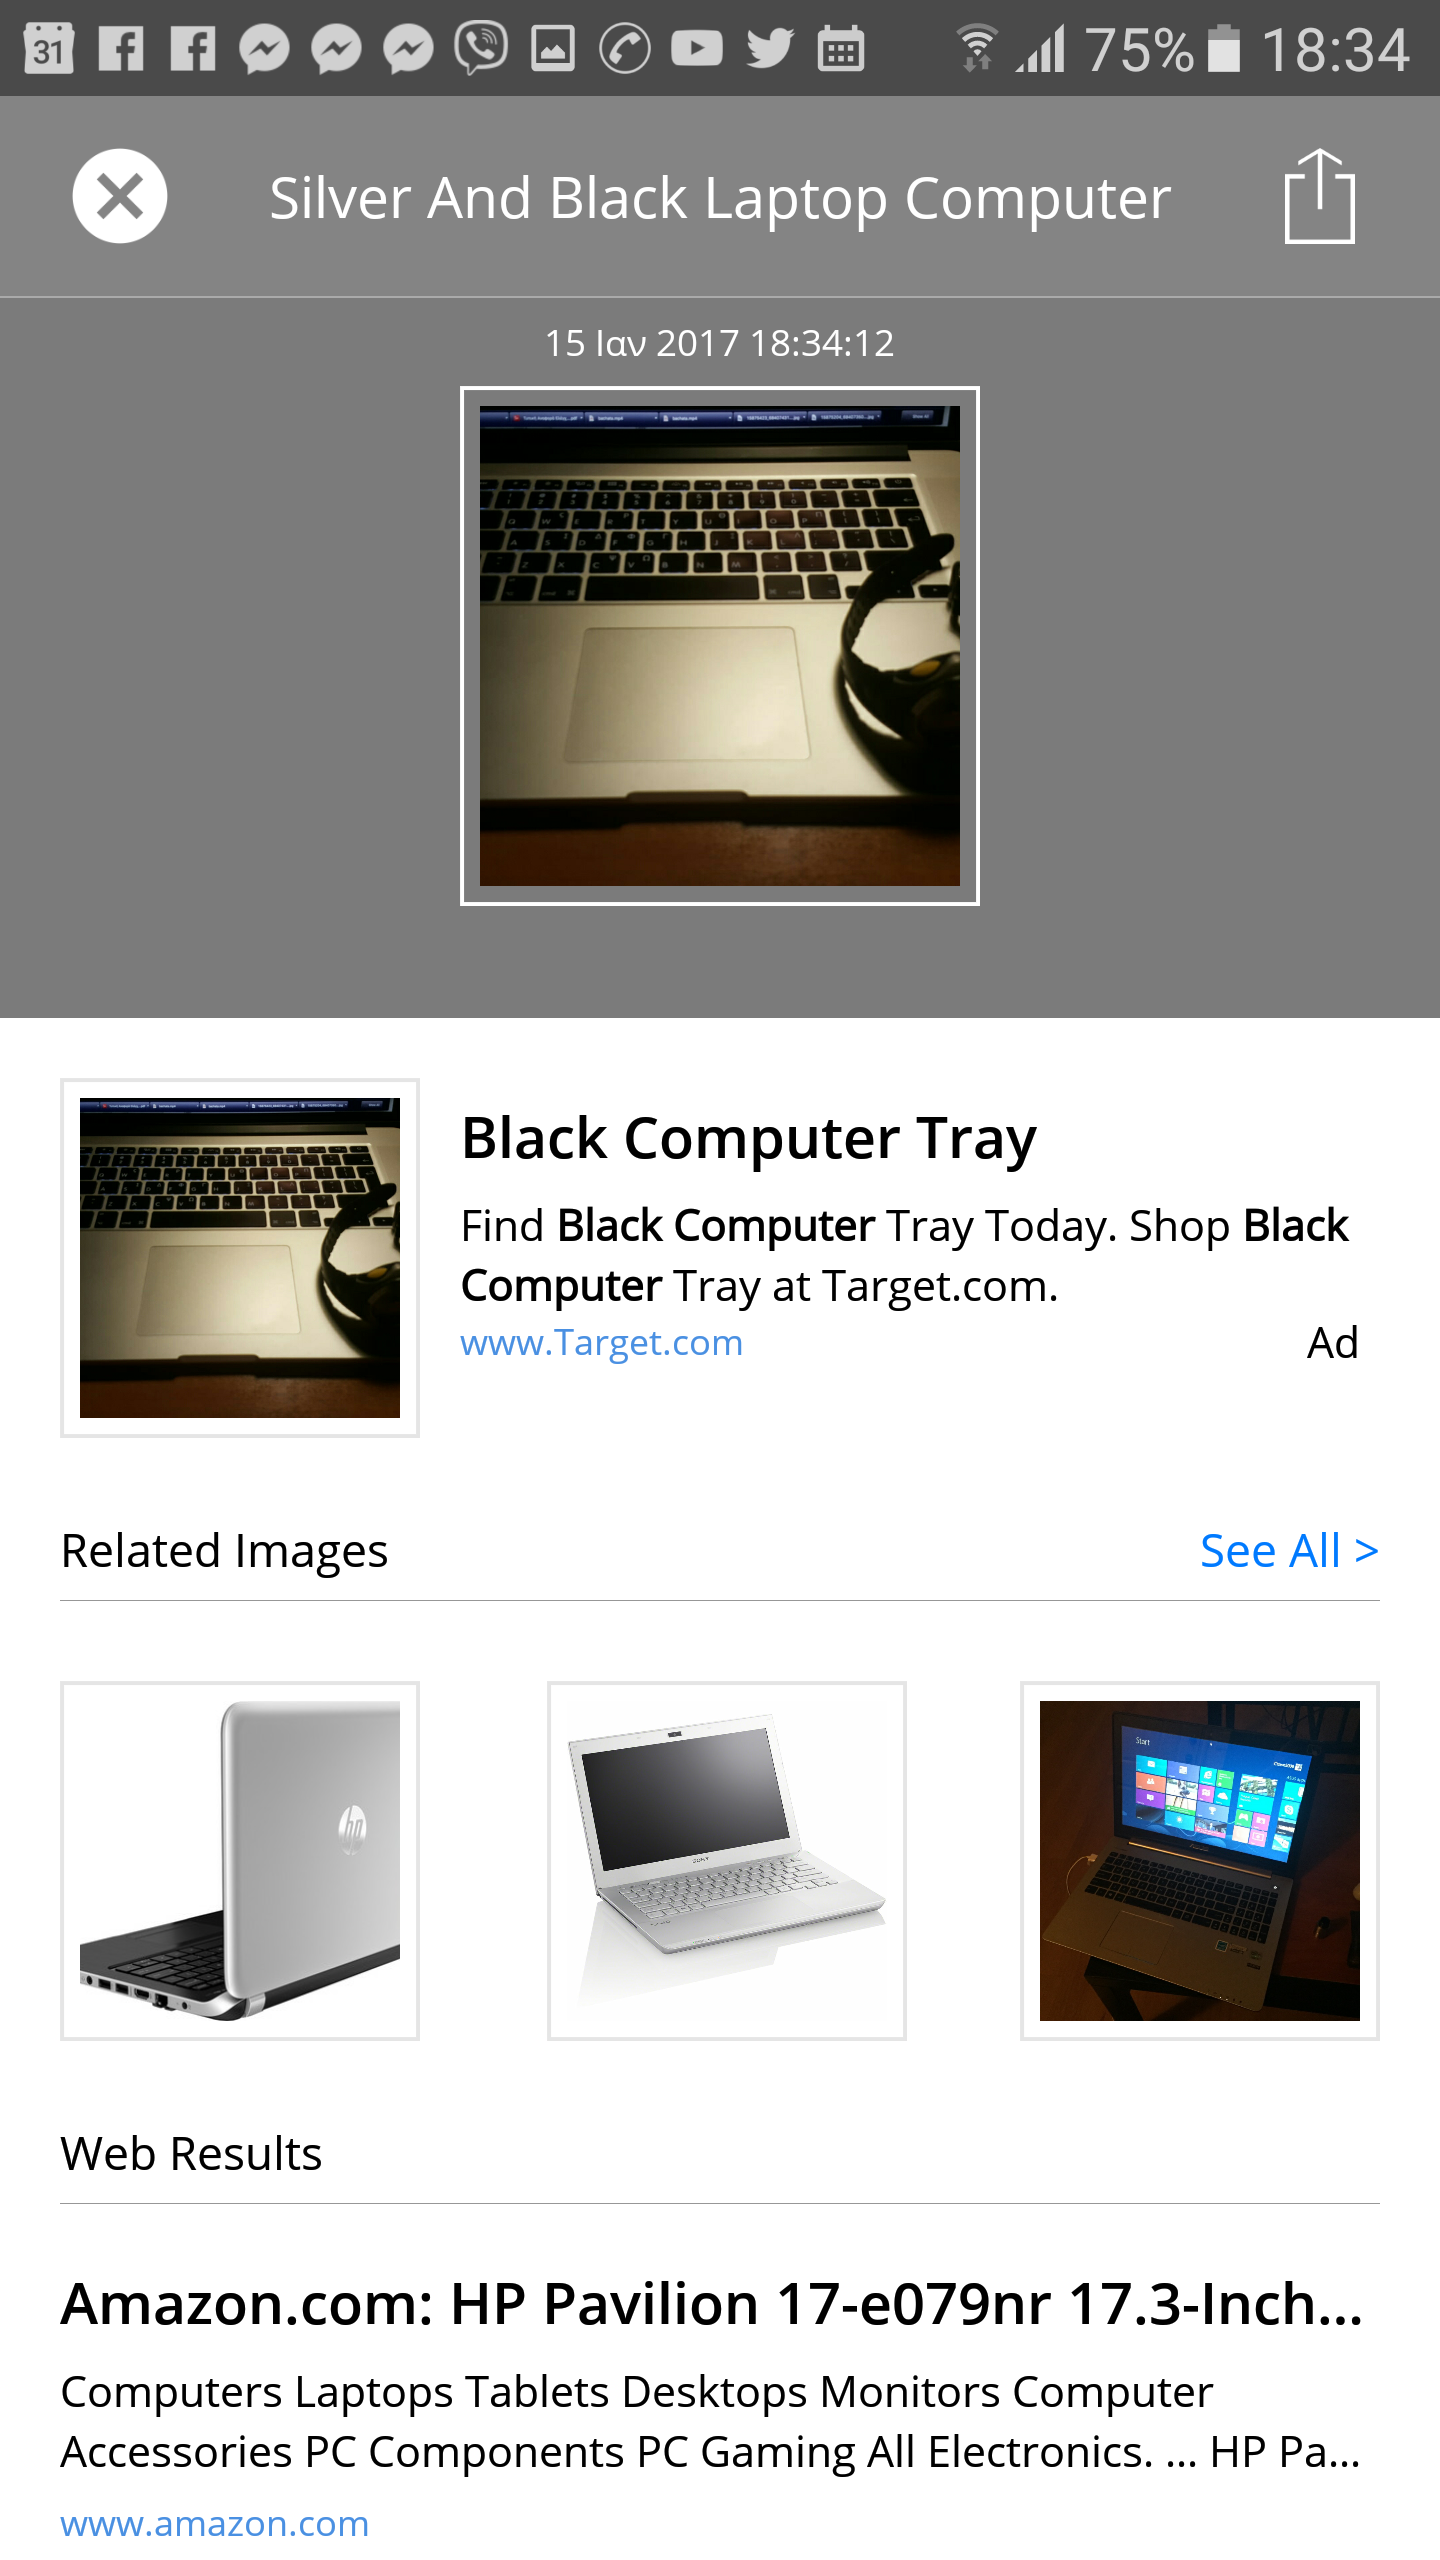 31 75% 18:34
Silver And Black Laptop Computer
15 Ιαν 2017 18:34:12
Black Computer Tray
Find Black Computer Tray Today. Shop Black
Computer Tray at Target.com.
www.Target.com Ad
Related Images See All >
hp
SONY
Start
Web Results
Amazon.com: HP Pavilion 17-e079nr 17.3-Inch...
Computers Laptops Tablets Desktops Monitors Computer
Accessories PC Components PC Gaming All Electronics. ... HP Pa...
www.amazon.com